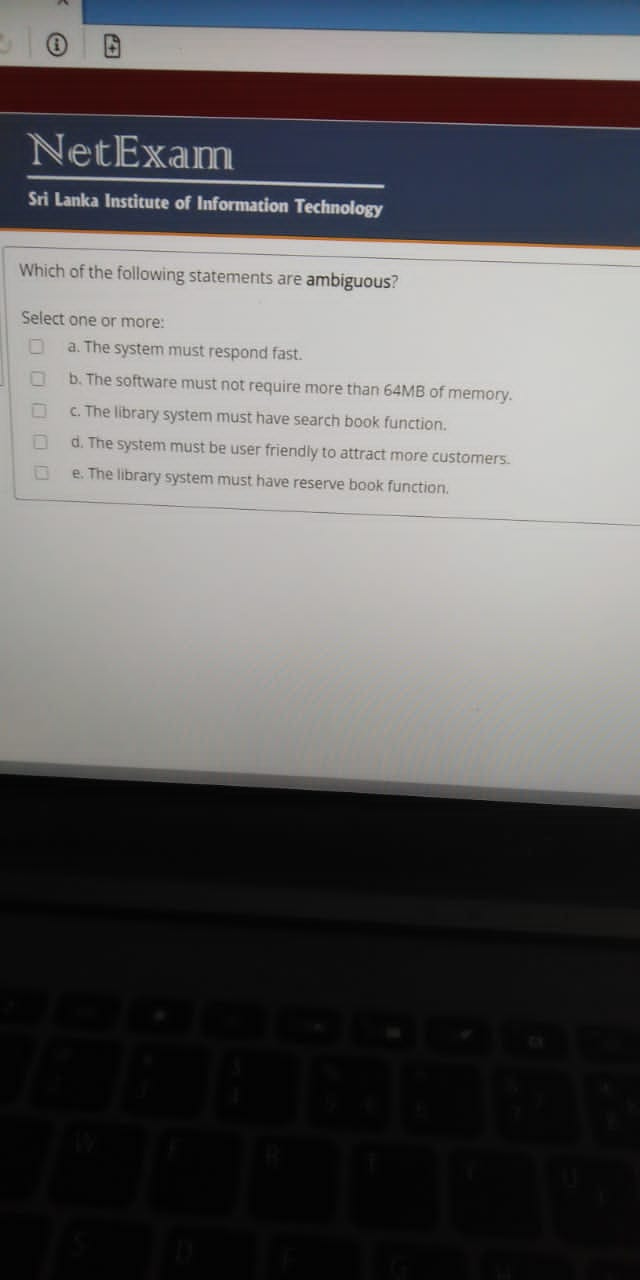 NetExam
Sri Lanka Institute of Information Technology
Which of the following statements are ambiguous?
Select one or more:
a. The system must respond fast.
b. The software must not require more than 64MB of memory.
c. The library system must have search book function.
d. The system must be user friendly to attract more customers.
e. The library system must have reserve book function.